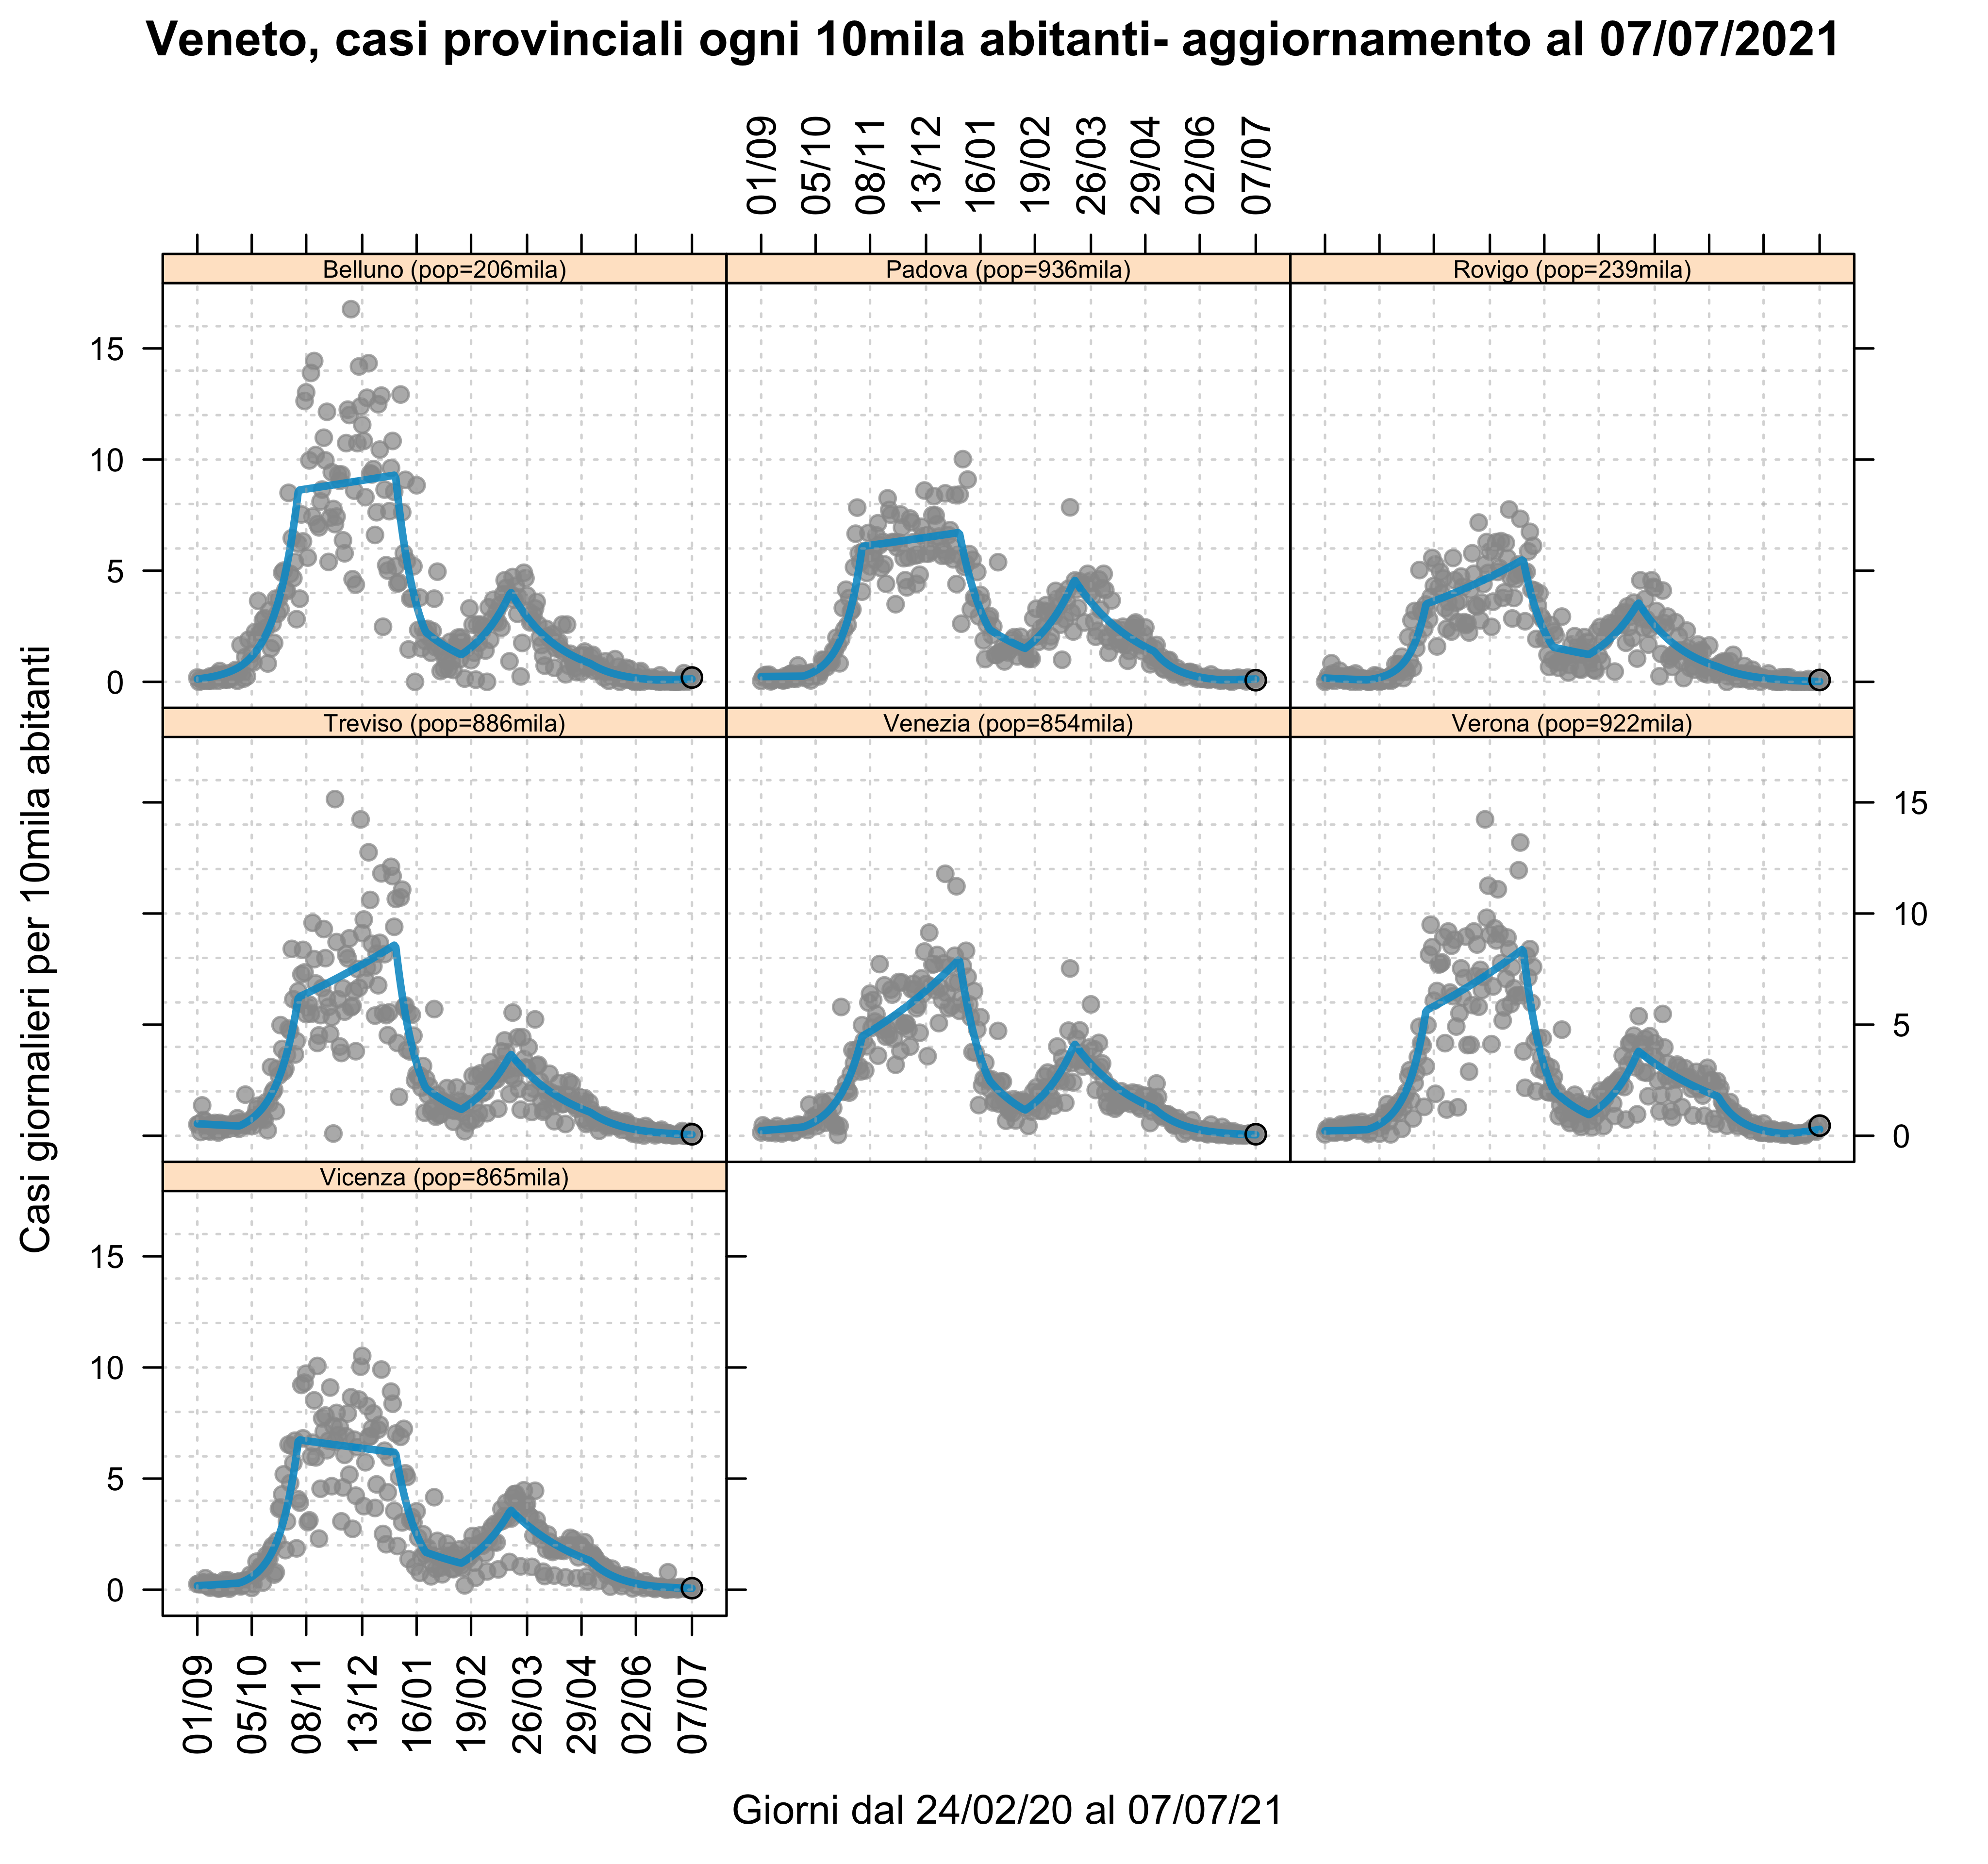 Veneto, casi provinciali ogni 10mila abitanti- aggiornamento al 07/07/2021
01/09 05/10 08/11 13/12 16/01 19/02 26/03 29/04 02/06 07/07
Belluno (pop=206mila)
Padova (pop=936mila)
Rovigo (pop=239mila)
15
10
5
0
Treviso (pop=886mila)
Venezia (pop=854mila)
Verona (pop=922mila)
15
10
5
0
Vicenza (pop=865mila)
15
10
5
0
Casi giornalieri per 10mila abitanti
01/09 05/10 08/11 13/12 16/01 19/02 26/03 29/04 02/06 07/07
Giorni dal 24/02/20 al 07/07/21